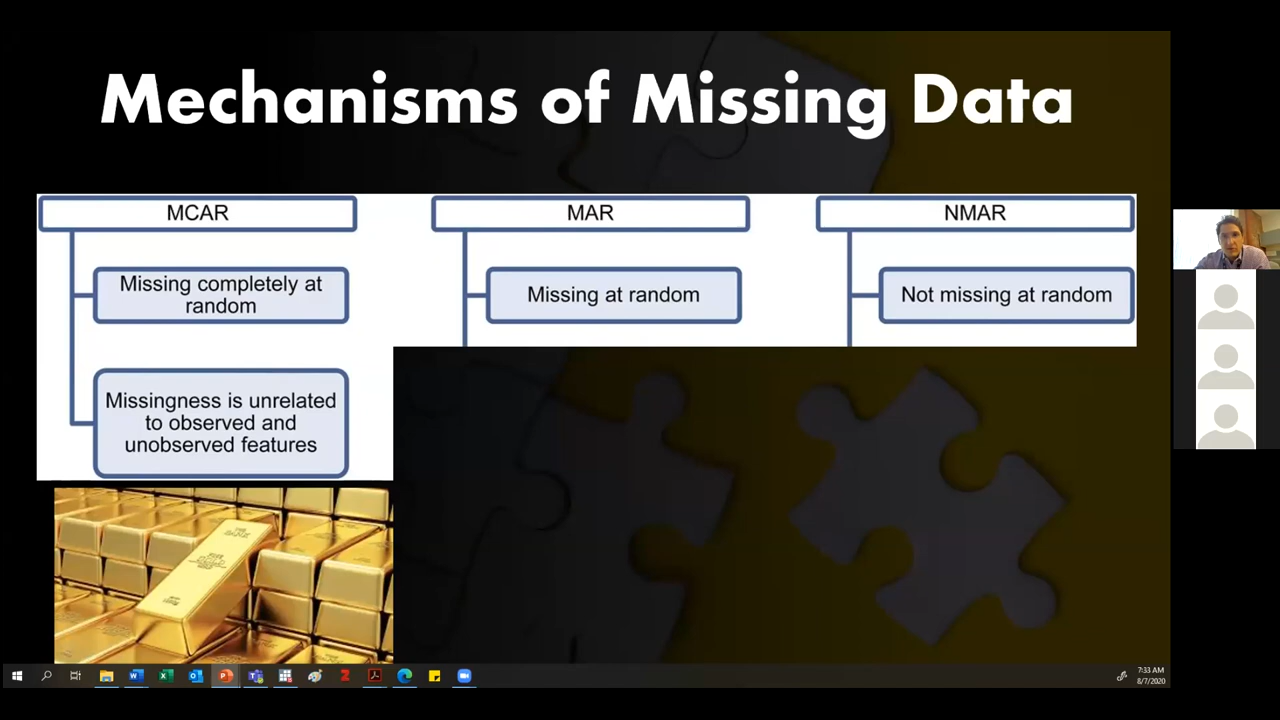 Mechanisms of Missing Data
MCAR
MAR
NMAR
Missing completely at
random
Missing at random
Not missing at random
Missingness is unrelated
to observed and
unobserved features
7:33 AM
8/7/2020